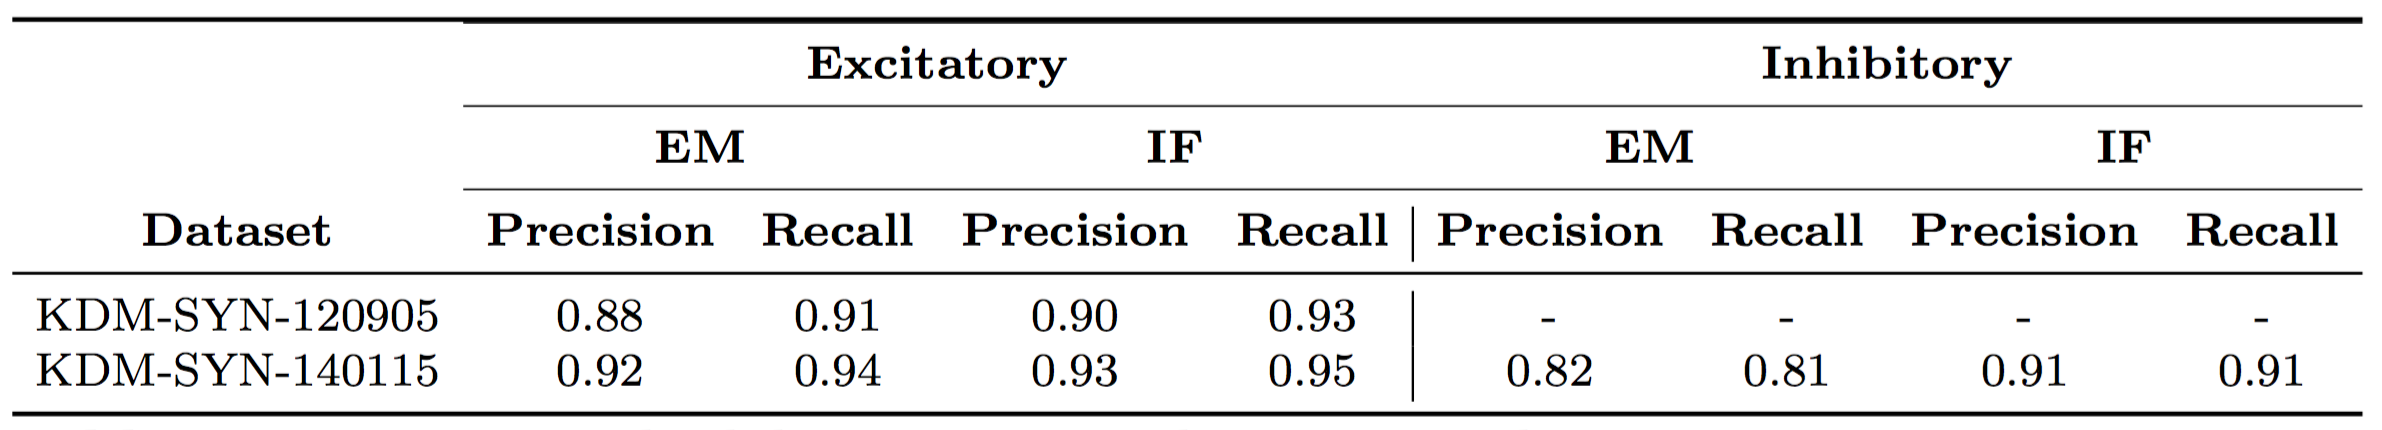 Excitatory Inhibitory
EM IF EM IF
Dataset Precision Recall Precision Recall Precision Recall Precision Recall
KDM-SYN-120905 0.88 0.91 0.90 0.93 - - - -
KDM-SYN-140115 0.92 0.94 0.93 0.95 0.82 0.81 0.91 0.91